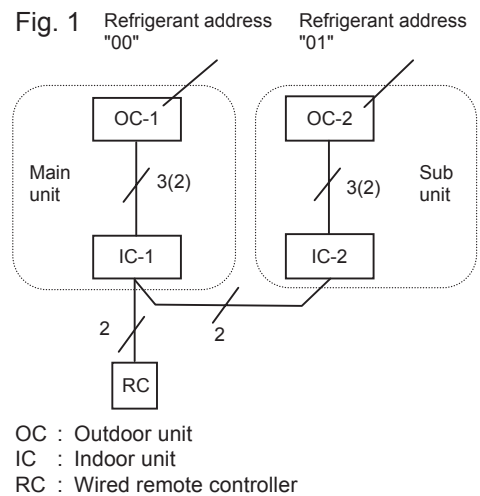 Fig. 1
Refrigerant address
"00"
Refrigerant address
"01"
OC-1
OC-2
Main
unit
3(2)
3(2)
Sub
unit
IC-1
IC-2
2
2
RC
OC : Outdoor unit
IC : Indoor unit
RC : Wired remote controller